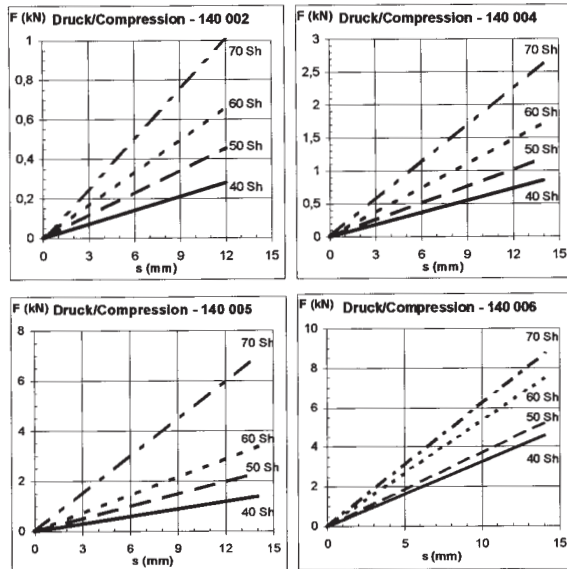 F (kN) Druck/Compression - 140 002
1
0,8
0,6
0,4
0,2
0
0 3 6 9 12 15
s (mm)
70 Sh
60 Sh
50 Sh
40 Sh
F (kN) Druck/Compression - 140 004
3
2,5
2
1,5
1
0,5
0
0 3 6 9 12 15
s (mm)
70 Sh
60 Sh
50 Sh
40 Sh
F (kN) Druck/Compression - 140 005
8
6
4
2
0
0 3 6 9 12 15
s (mm)
70 Sh
60 Sh
50 Sh
40 Sh
F (kN) Druck/Compression - 140 006
10
8
6
4
2
0
0 5 10 15
s (mm)
70 Sh
60 Sh
50 Sh
40 Sh